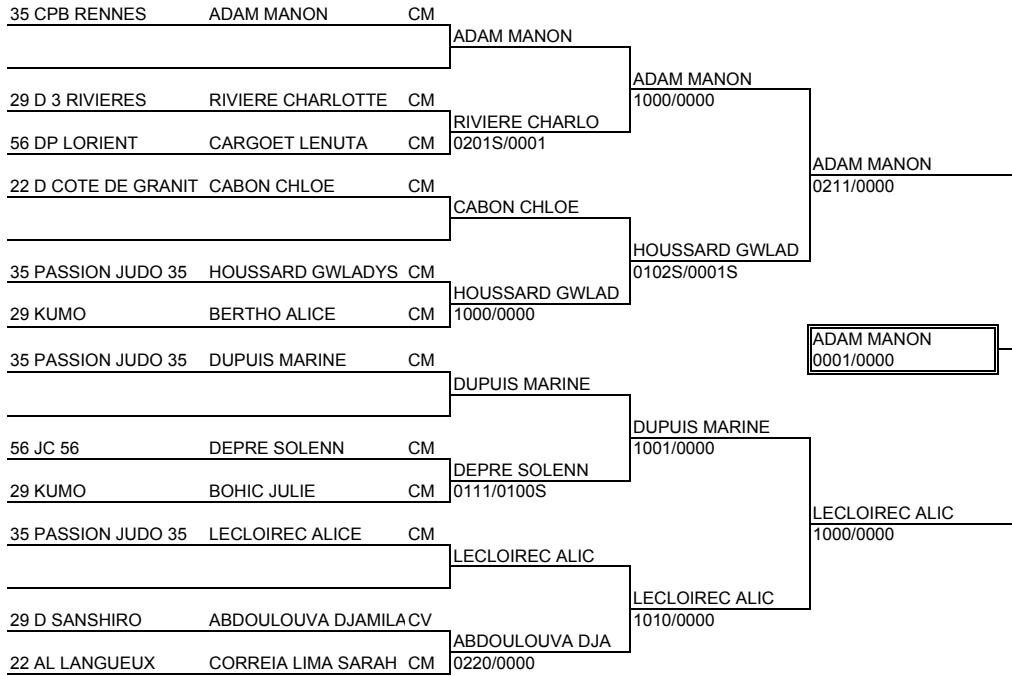 35 CPB RENNES ADAM MANON CM
ADAM MANON
ADAM MANON
1000/0000
29 D 3 RIVIERES RIVIERE CHARLOTTE CM
RIVIERE CHARLO
0201S/0001
56 DP LORIENT CARGOET LENUTA CM
ADAM MANON
0211/0000
22 D COTE DE GRANIT CABON CHLOE CM
CABON CHLOE
HOUSSARD GWLAD
0102S/0001S
35 PASSION JUDO 35 HOUSSARD GWLADYS CM
HOUSSARD GWLAD
1000/0000
29 KUMO BERTHO ALICE CM
ADAM MANON
0001/0000
35 PASSION JUDO 35 DUPUIS MARINE CM
DUPUIS MARINE
DUPUIS MARINE
1001/0000
56 JC 56 DEPRE SOLENN CM
DEPRE SOLENN
0111/0100S
29 KUMO BOHIC JULIE CM
LECLOIREC ALIC
1000/0000
35 PASSION JUDO 35 LECLOIREC ALICE CM
LECLOIREC ALIC
LECLOIREC ALIC
1010/0000
29 D SANSHIRO ABDOULOUVA DJAMILA CV
ABDOULOUVA DJA
0220/0000
22 AL LANGUEUX CORREIA LIMA SARAH CM